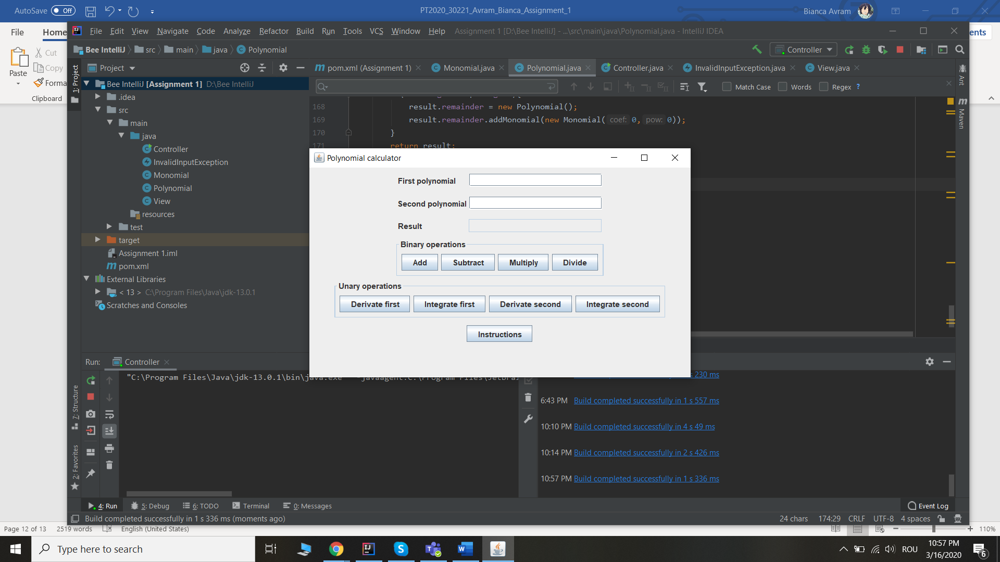 AutoSave Off
PT2020_30221_Avram_Bianca_Assignment_1
Bianca Avram
File Home
Cut
Copy
Paste
Forma
Clipboard
ents
File Edit View Navigate Code Analyze Refactor Build Run Tools VCS Window Help Assignment 1 [D:\Bee IntelliJ] - ...\src\main\java\Polynomial.java - IntelliJ IDEA
Bee IntelliJ src main java Polynomial
Controller
1: Project
Project
pom.xml (Assignment 1) Monomial.java Polynomial.java Controller.java InvalidInputException.java View.java
Match Case Words Regex ?
Ant
Maven
Bee IntelliJ [Assignment 1] D:\Bee IntelliJ
.idea
src
main
java
Controller
InvalidInputException
Monomial
Polynomial
View
resources
test
target
Assignment 1.iml
pom.xml
External Libraries
< 13 > C:\Program Files\Java\jdk-13.0.1
Scratches and Consoles
168 result.remainder = new Polynomial();
169 result.remainder.addMonomial(new Monomial( coef: 0, pow: 0));
170 }
171 return result;
Polynomial calculator
First polynomial
Second polynomial
Result
Binary operations
Add Subtract Multiply Divide
Unary operations
Derivate first Integrate first Derivate second Integrate second
Instructions
Run: Controller
7: Structure
2: Favorites
"C:\Program Files\Java\jdk-13.0.1\bin\java.exe"
s 230 ms
6:43 PM Build completed successfully in 1 s 557 ms
10:10 PM Build completed successfully in 4 s 49 ms
10:14 PM Build completed successfully in 2 s 426 ms
10:57 PM Build completed successfully in 1 s 336 ms
4: Run 5: Debug 6: TODO Terminal 0: Messages
Event Log
Build completed successfully in 1 s 336 ms (moments ago)
24 chars 174:29 CRLF UTF-8 4 spaces
Page 12 of 13 2519 words English (United States)
110%
Type here to search
ROU
10:57 PM
3/16/2020
6